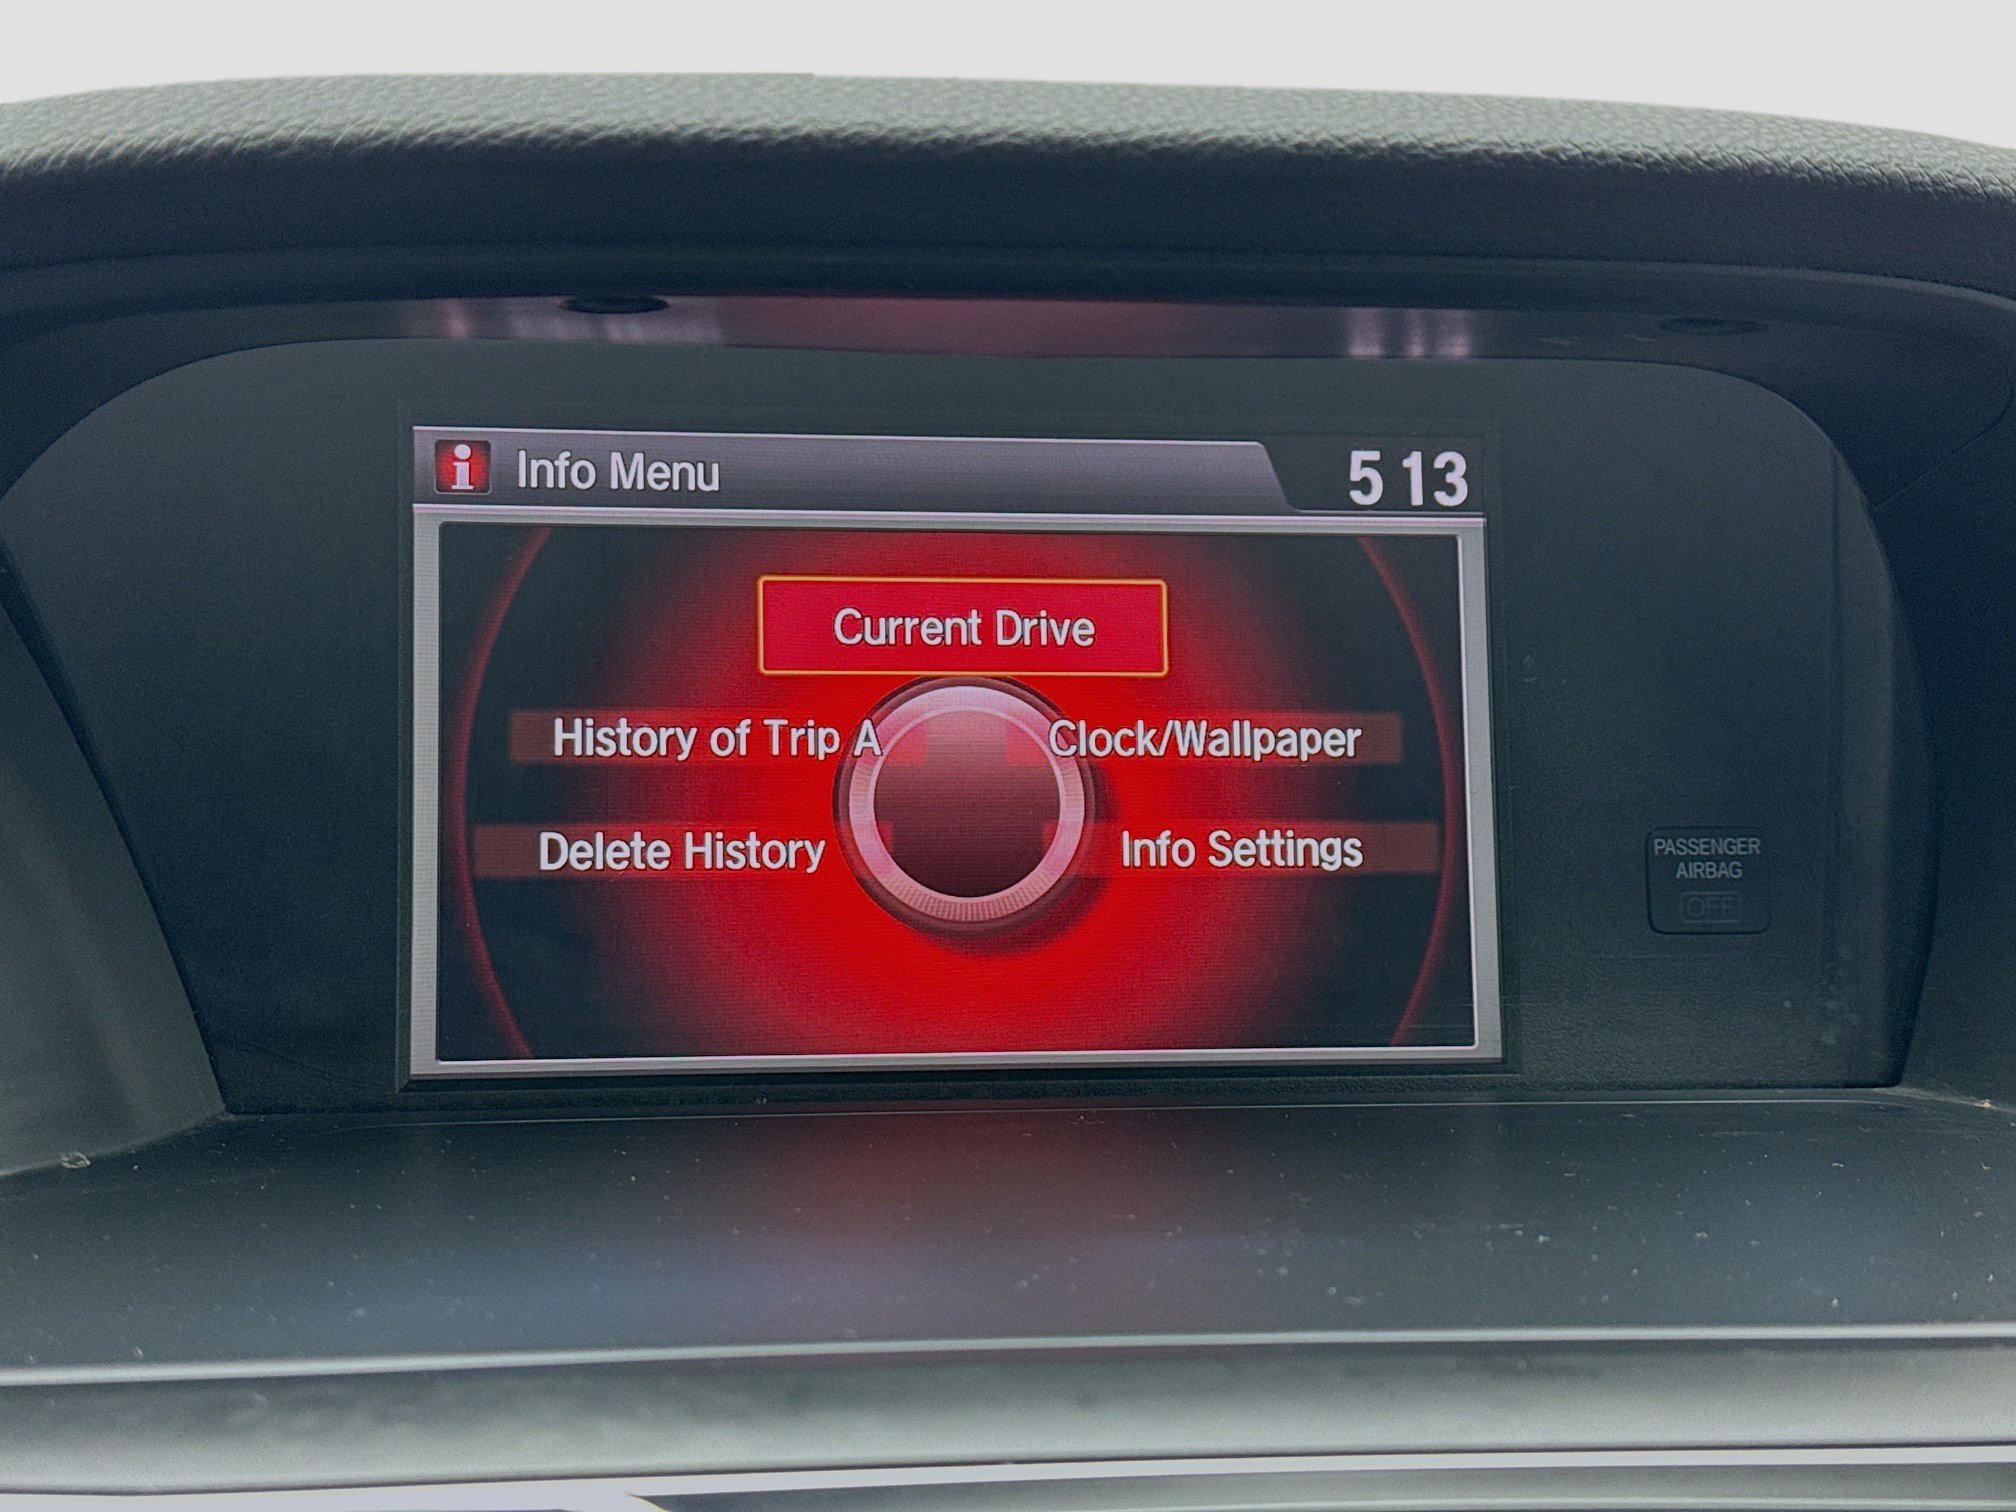 i Info Menu 5 13
Current Drive
History of Trip A Clock/Wallpaper
Delete History Info Settings
PASSENGER
AIRBAG
OFF